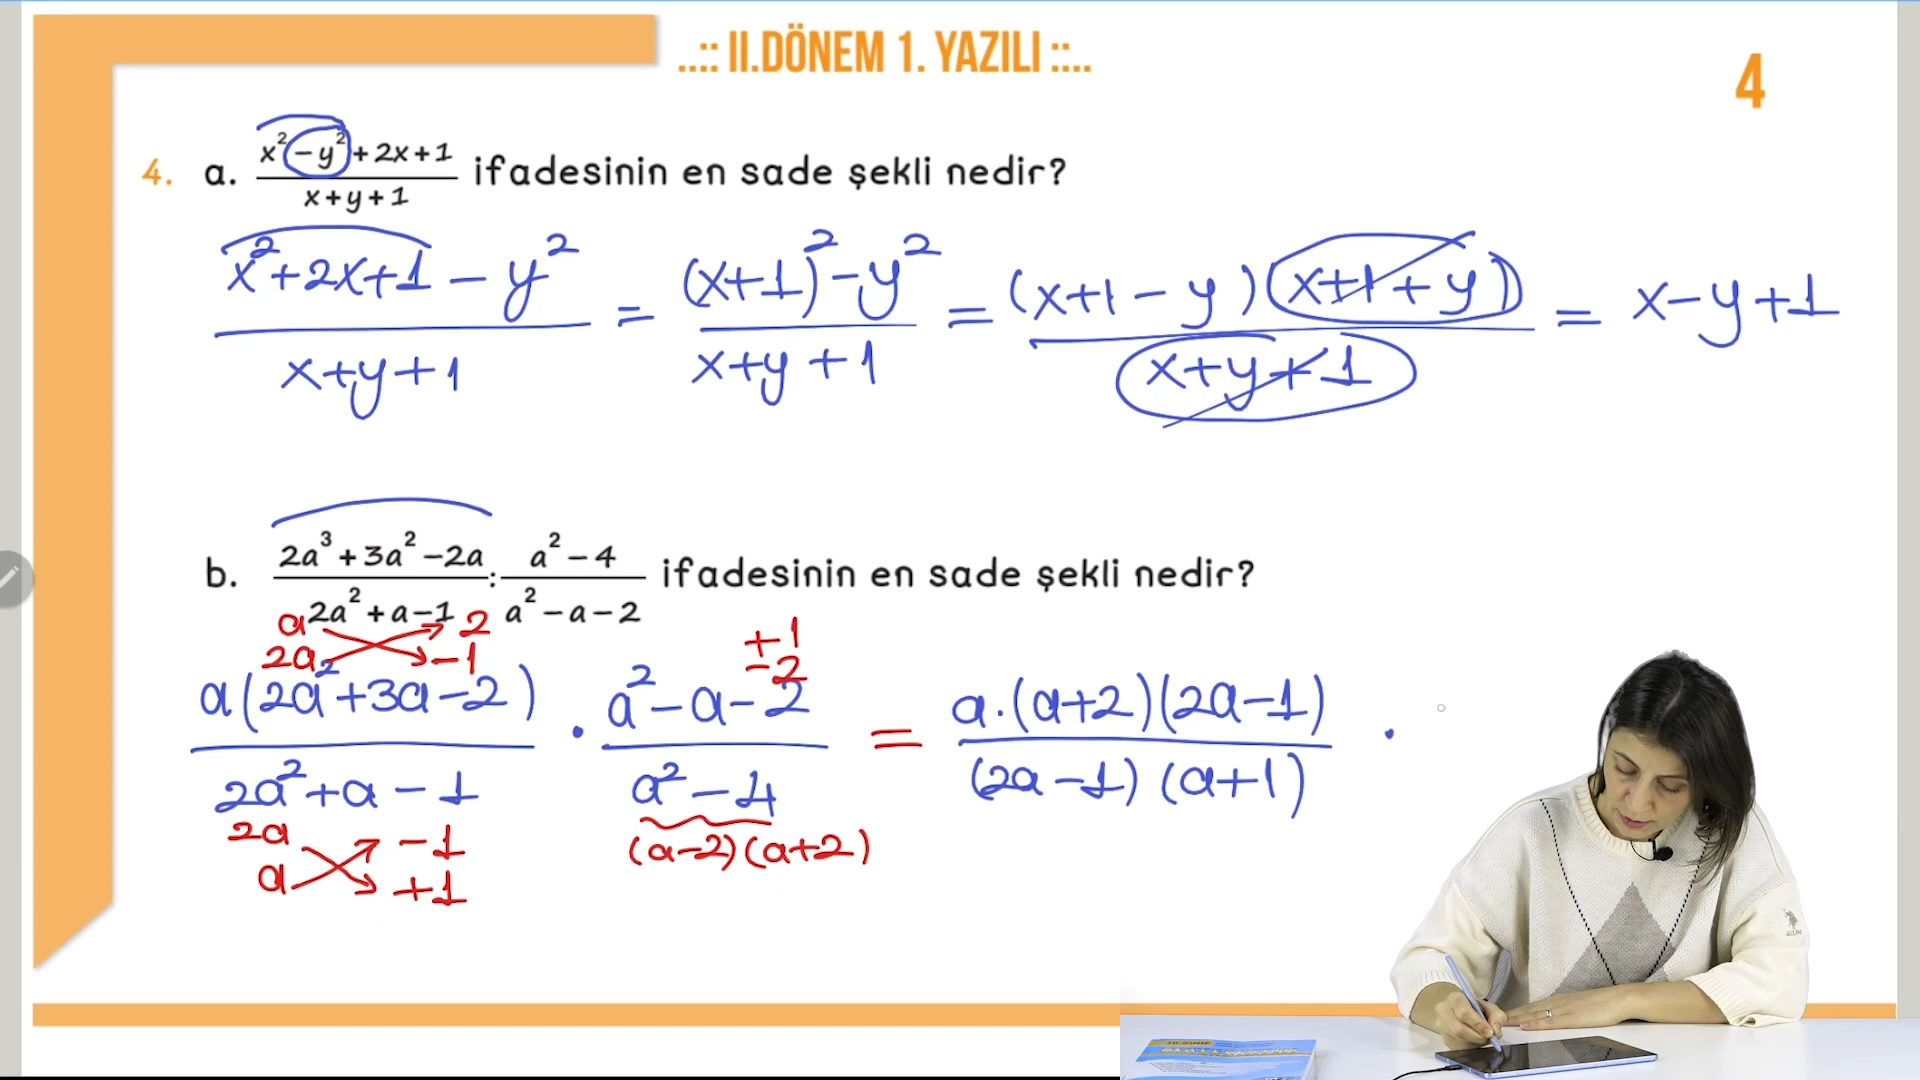 ..:: II.DÖNEM 1. YAZILI ::..
4
4. a. x²-y²+2x+1 / x+y+1 ifadesinin en sade şekli nedir?
x²+2x+1-y² / x+y+1 = (x+1)²-y² / x+y+1 = (x+1-y)(x+1+y) / x+y+1 = x-y+1
b. 2a³+3a²-2a / 2a²+a-1 : a²-4 / a²-a-2 ifadesinin en sade şekli nedir?
a 2
2a -1
+1
-2
a(2a²+3a-2) / 2a²+a-1 · a²-a-2 / a²-4 = a·(a+2)(2a-1) / (2a-1)(a+1) ·
2a -1
a +1
(a-2)(a+2)